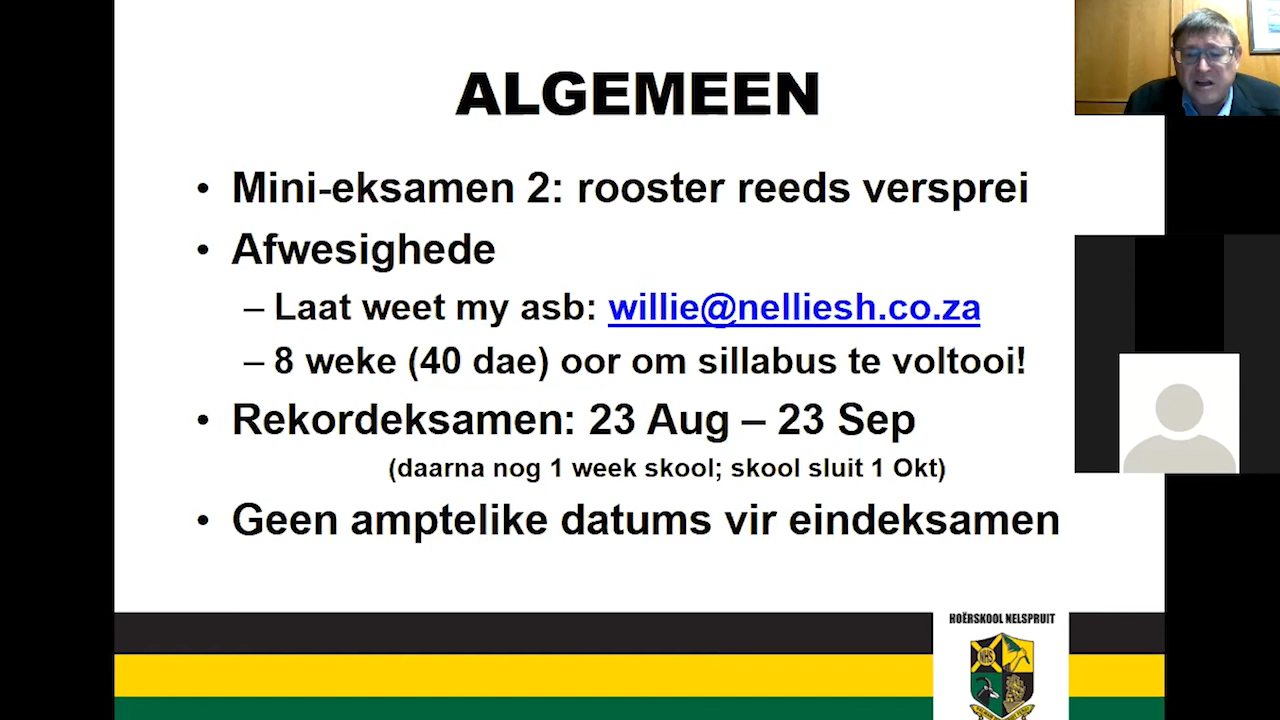 ALGEMEEN
• Mini-eksamen 2: rooster reeds versprei
• Afwesighede
– Laat weet my asb: willie@nelliesh.co.za
– 8 weke (40 dae) oor om sillabus te voltooi!
• Rekordeksamen: 23 Aug – 23 Sep
(daarna nog 1 week skool; skool sluit 1 Okt)
• Geen amptelike datums vir eindeksamen
HOËRSKOOL NELSPRUIT
NHS